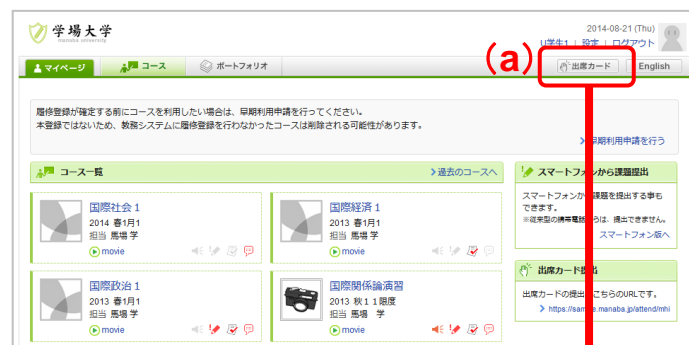 学場大学
manaba university
2014-08-21 (Thu)
U学生1 | 設定 | ログアウト
マイページ
コース
ポートフォリオ
(a)
出席カード
English
履修登録が確定する前にコースを利用したい場合は、早期利用申請を行ってください。
本登録ではないため、教務システムに履修登録を行わなかったコースは削除される可能性があります。
早期利用申請を行う
コース一覧
過去のコースへ
国際社会 1
2014 春1月1
担当 馬場 学
movie
国際経済 1
2013 春1月1
担当 馬場 学
movie
国際政治 1
2013 春1月1
担当 馬場 学
movie
国際関係論演習
2013 秋1 1限度
担当 馬場 学
movie
スマートフォンから課題提出
スマートフォンから課題を提出する事も
できます。
※従来型の携帯電話からは、提出できません。
スマートフォン版へ
出席カード提出
出席カードの提出はこちらのURLです。
manaba.jp/attend/mhi